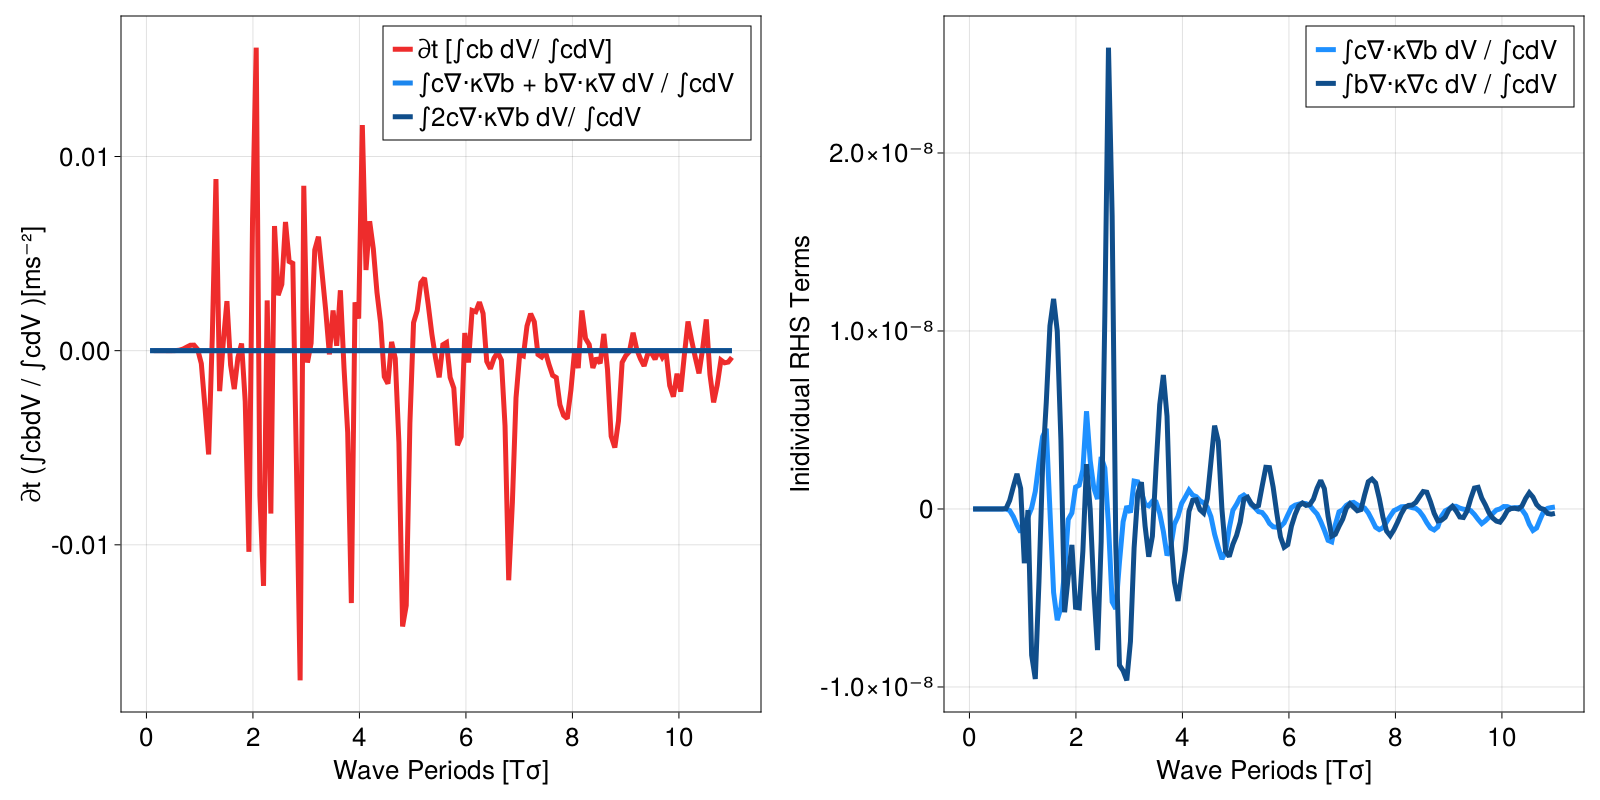 ∂t (∫cbdV / ∫cdV )[ms⁻²]
0.01
0.00
-0.01
∂t [∫cb dV/ ∫cdV]
∫c∇⋅κ∇b + b∇⋅κ∇ dV / ∫cdV
∫2c∇⋅κ∇b dV/ ∫cdV
0 2 4 6 8 10
Wave Periods [Tσ]
Inidividual RHS Terms
2.0×10⁻⁸
1.0×10⁻⁸
0
-1.0×10⁻⁸
∫c∇⋅κ∇b dV / ∫cdV
∫b∇⋅κ∇c dV / ∫cdV
0 2 4 6 8 10
Wave Periods [Tσ]